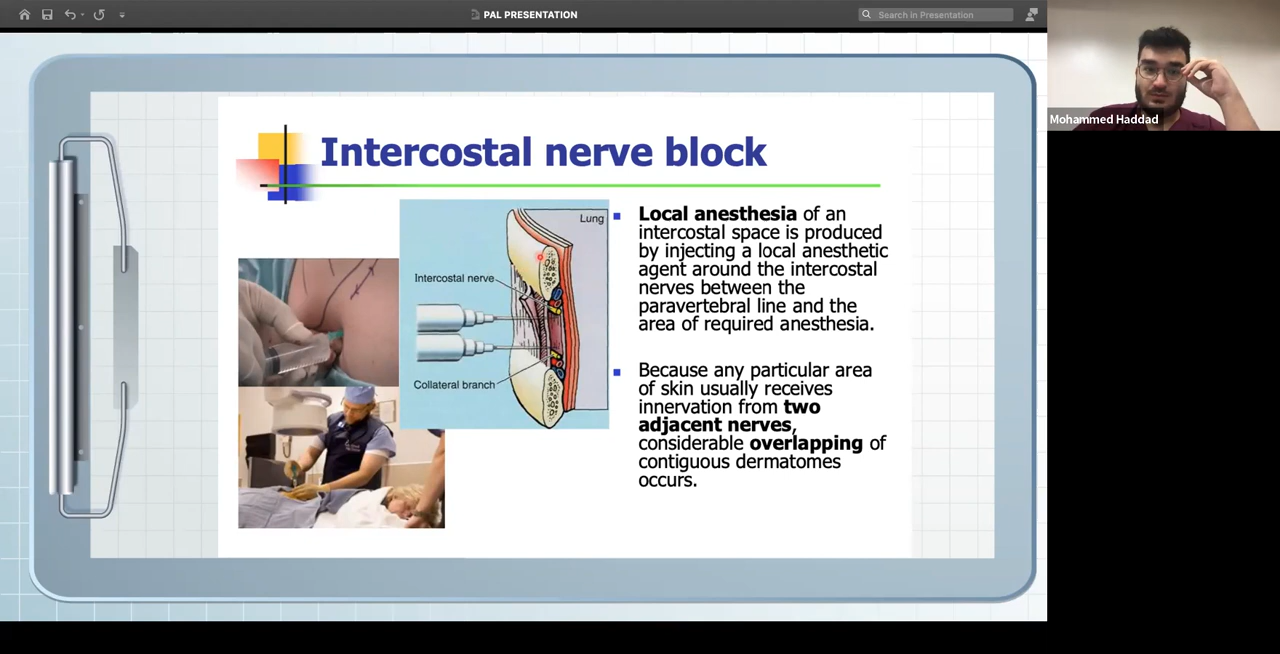 PAL PRESENTATION
Search in Presentation
Mohammed Haddad
Intercostal nerve block
Lung
Intercostal nerve
Collateral branch
Local anesthesia of an
intercostal space is produced
by injecting a local anesthetic
agent around the intercostal
nerves between the
paravertebral line and the
area of required anesthesia.
Because any particular area
of skin usually receives
innervation from two
adjacent nerves,
considerable overlapping of
contiguous dermatomes
occurs.